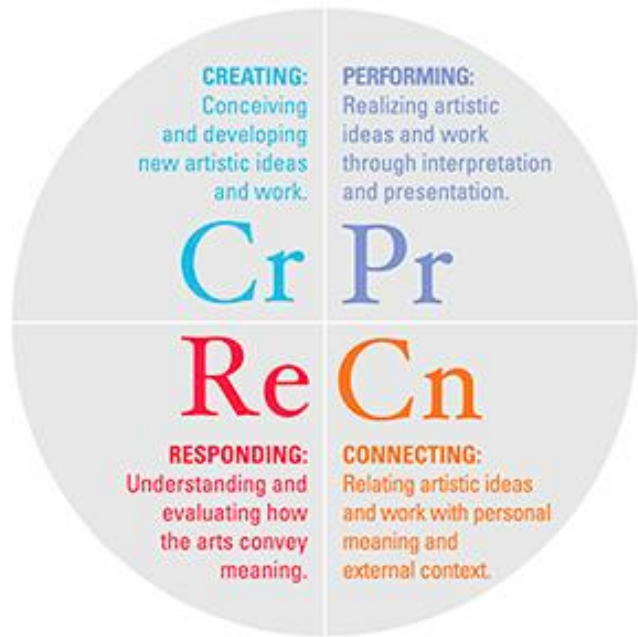 CREATING:
Conceiving
and developing
new artistic ideas
and work.
Cr
PERFORMING:
Realizing artistic
ideas and work
through interpretation
and presentation.
Pr
Re
RESPONDING:
Understanding and
evaluating how
the arts convey
meaning.
Cn
CONNECTING:
Relating artistic ideas
and work with personal
meaning and
external context.